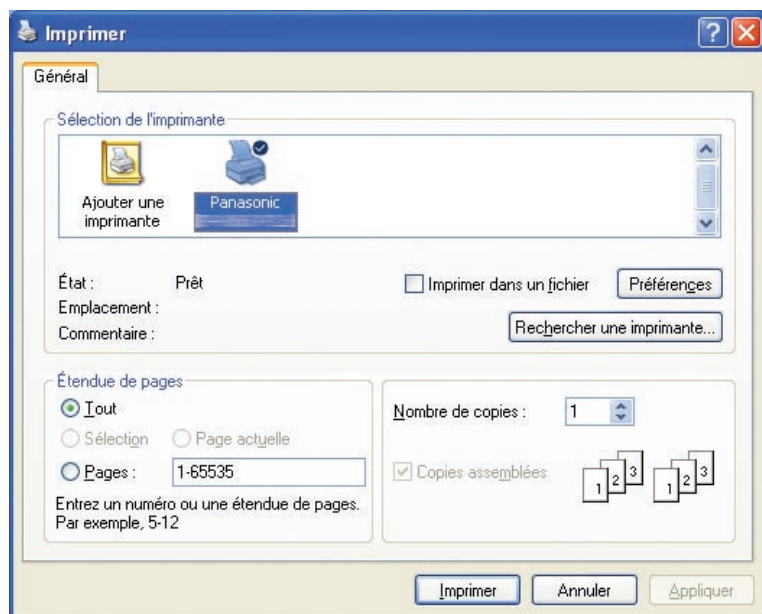 Imprimer
Général
Sélection de l'imprimante
Ajouter une
imprimante
Panasonic
État : Prêt
Emplacement :
Commentaire :
Imprimer dans un fichier
Préférences
Rechercher une imprimante...
Étendue de pages
Tout
Sélection
Page actuelle
Pages : 1-65535
Entrez un numéro ou une étendue de pages.
Par exemple, 5-12
Nombre de copies : 1
Copies assemblées
1 2 3 1 2 3
Imprimer
Annuler
Appliquer